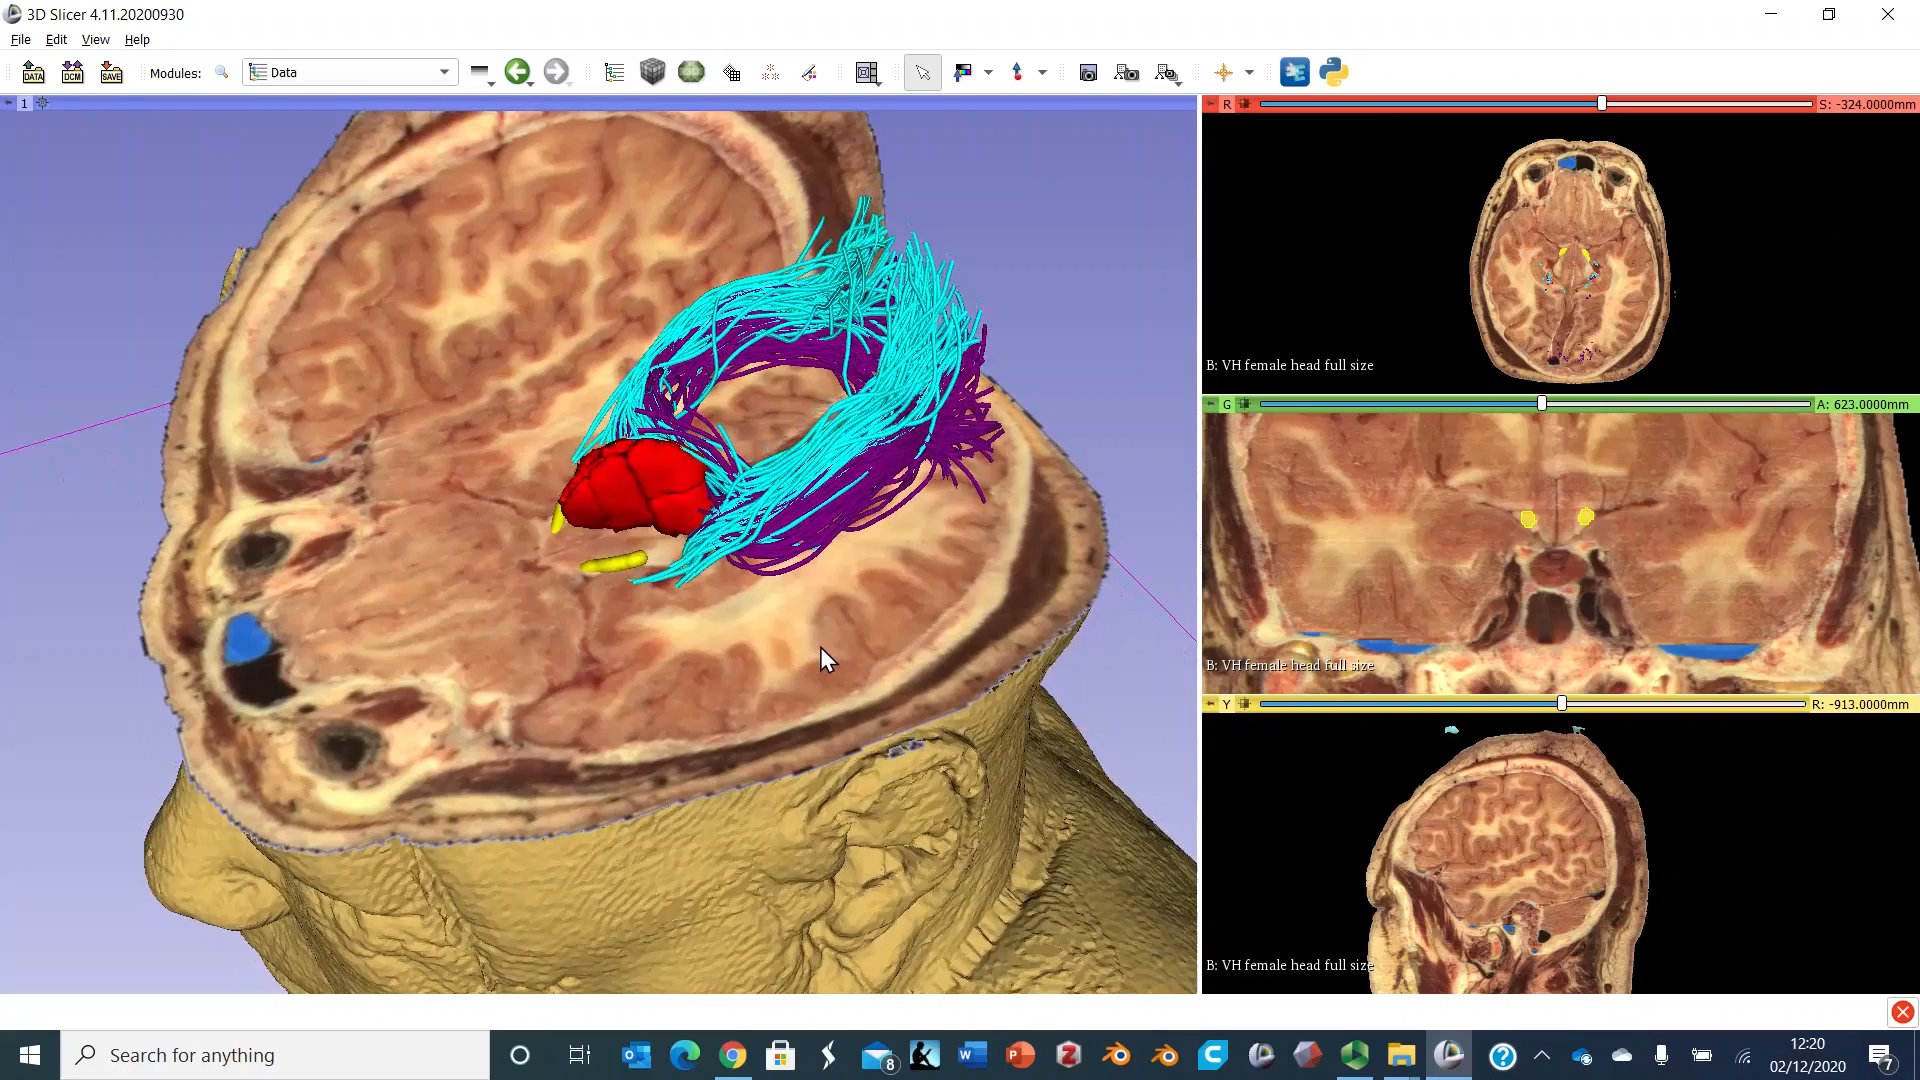 3D Slicer 4.11.20200930
File Edit View Help
DATA DCM SAVE Modules: Data
1
R S: -324.0000mm
B: VH female head full size
G A: 623.0000mm
B: VH female head full size
Y R: -913.0000mm
B: VH female head full size
Search for anything
8
12:20
02/12/2020
7